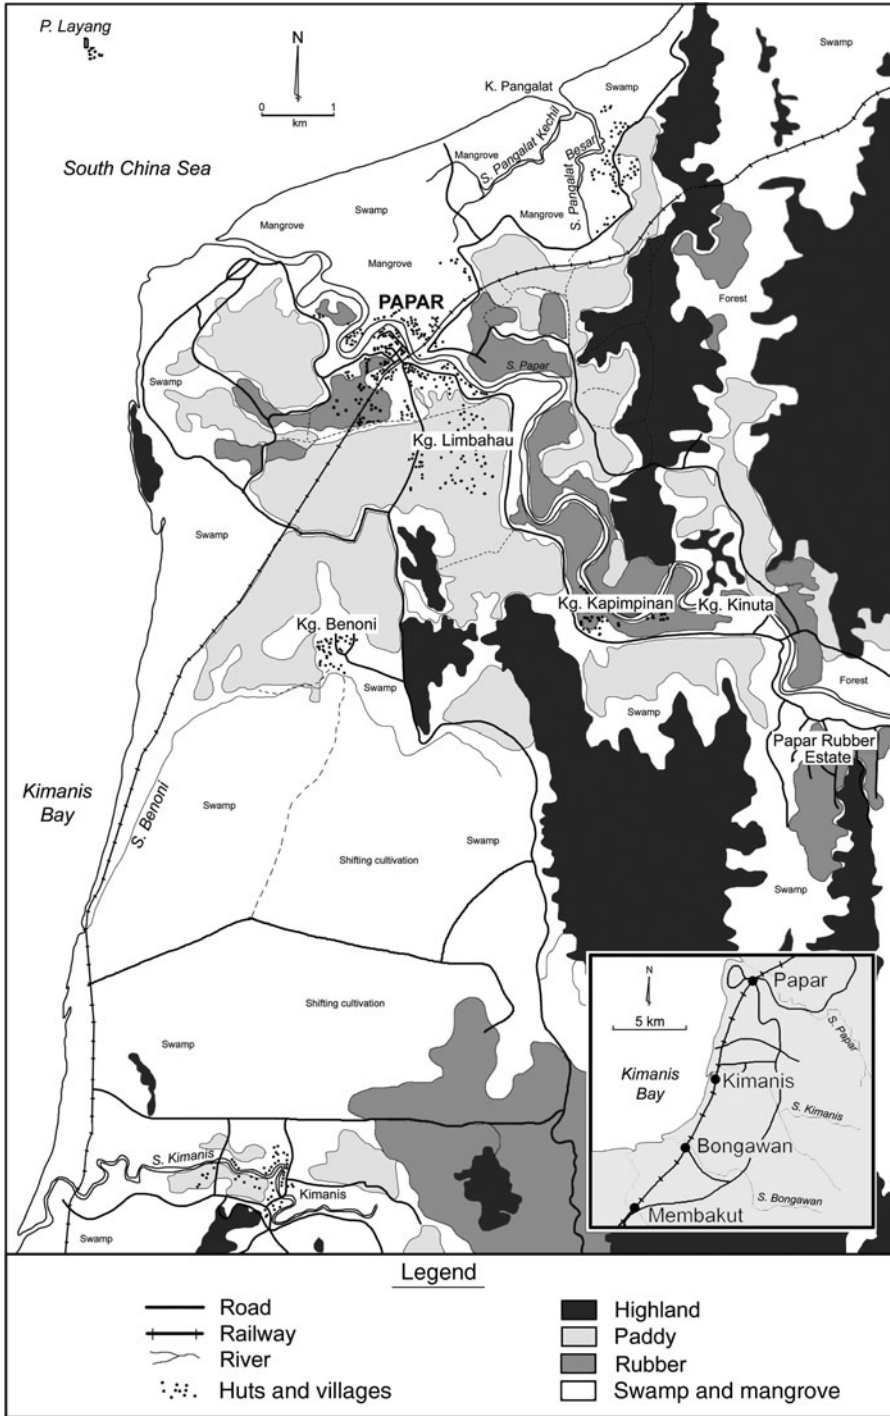 P. Layang
N
0 1
km
South China Sea
K. Pangalat
Swamp
Swamp
Mangrove
S. Pangalat Kechil
S. Pangalat Besar
Swamp
Mangrove
Mangrove
Mangrove
Forest
PAPAR
S. Papar
Swamp
Kg. Limbahau
Swamp
Kg. Kapimpinan
Kg. Kinuta
Kg. Benoni
Swamp
Forest
Swamp
Papar Rubber
Estate
Kimanis
Bay
S. Benoni
Swamp
Swamp
Shifting cultivation
Swamp
Shifting cultivation
Swamp
S. Kimanis
Kimanis
Swamp
N
5 km
Papar
S. Papar
Kimanis
Bay
Kimanis
S. Kimanis
Bongawan
S. Bongawan
Membakut
Legend
Road
Railway
River
Huts and villages
Highland
Paddy
Rubber
Swamp and mangrove